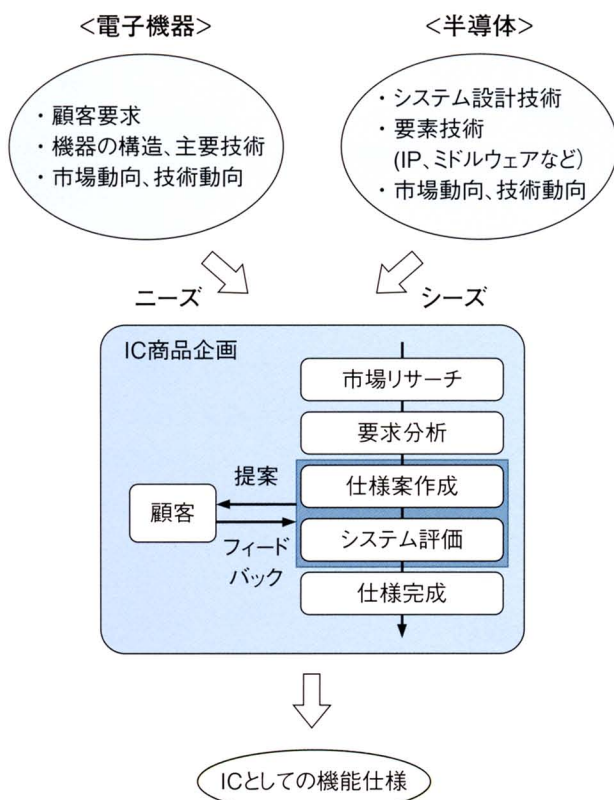 <電子機器>
・顧客要求
・機器の構造、主要技術
・市場動向、技術動向
<半導体>
・システム設計技術
・要素技術
(IP、ミドルウェアなど)
・市場動向、技術動向
ニーズ
シーズ
IC商品企画
市場リサーチ
要求分析
仕様案作成
システム評価
仕様完成
提案
顧客
フィード
バック
ICとしての機能仕様